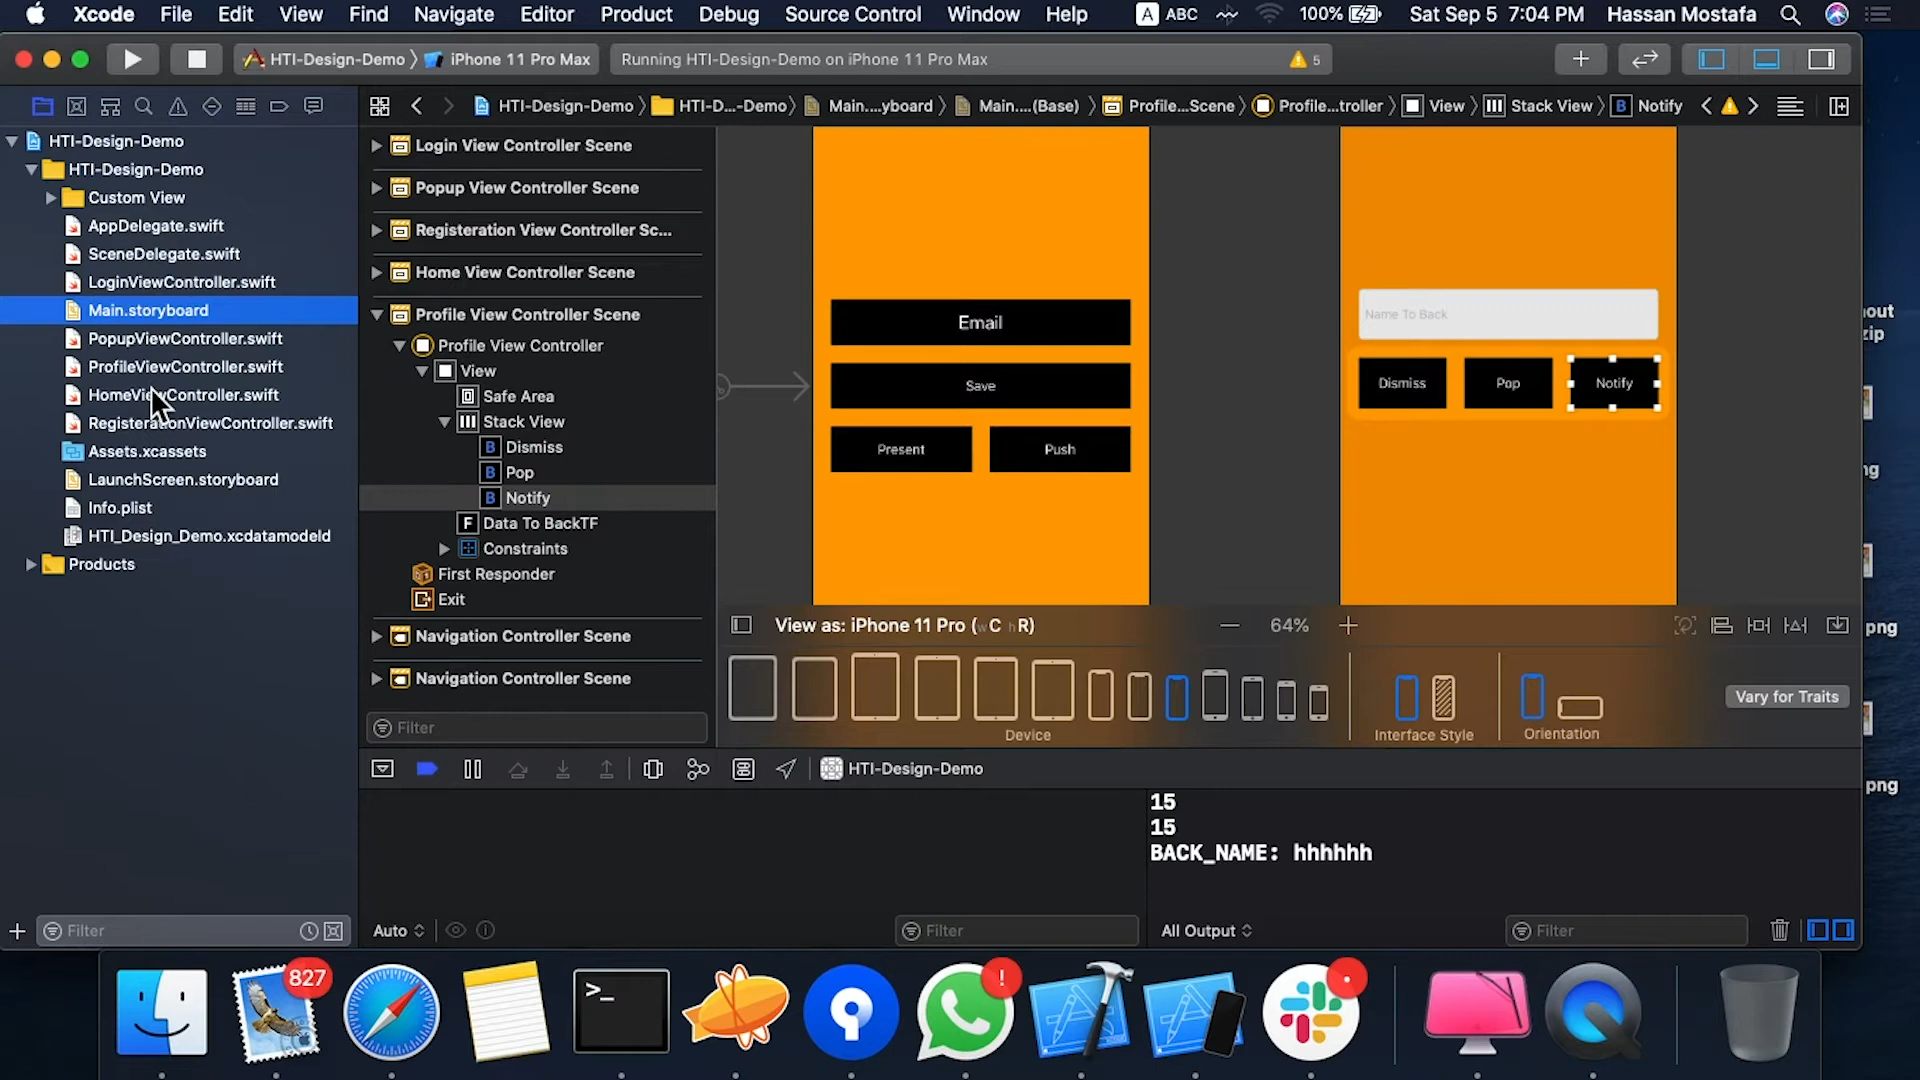 Xcode File Edit View Find Navigate Editor Product Debug Source Control Window Help A ABC 100% Sat Sep 5 7:04 PM Hassan Mostafa
HTI-Design-Demo iPhone 11 Pro Max Running HTI-Design-Demo on iPhone 11 Pro Max 5
HTI-Design-Demo HTI-D...-Demo Main....yboard Main....(Base) Profile...Scene Profile...troller View Stack View B Notify
HTI-Design-Demo
HTI-Design-Demo
Custom View
AppDelegate.swift
SceneDelegate.swift
LoginViewController.swift
Main.storyboard
PopupViewController.swift
ProfileViewController.swift
HomeViewController.swift
RegisterationViewController.swift
Assets.xcassets
LaunchScreen.storyboard
Info.plist
HTI_Design_Demo.xcdatamodeld
Products
Filter
Login View Controller Scene
Popup View Controller Scene
Registeration View Controller Sc...
Home View Controller Scene
Profile View Controller Scene
Profile View Controller
View
Safe Area
Stack View
B Dismiss
B Pop
B Notify
F Data To BackTF
Constraints
First Responder
Exit
Navigation Controller Scene
Navigation Controller Scene
Filter
Email
Save
Present Push
Name To Back
Dismiss Pop Notify
View as: iPhone 11 Pro (wC hR) 64%
Device
Interface Style
Orientation
Vary for Traits
HTI-Design-Demo
15
15
BACK_NAME: hhhhhh
Auto Filter All Output Filter
out
zip
ng
png
png
827
>_
!